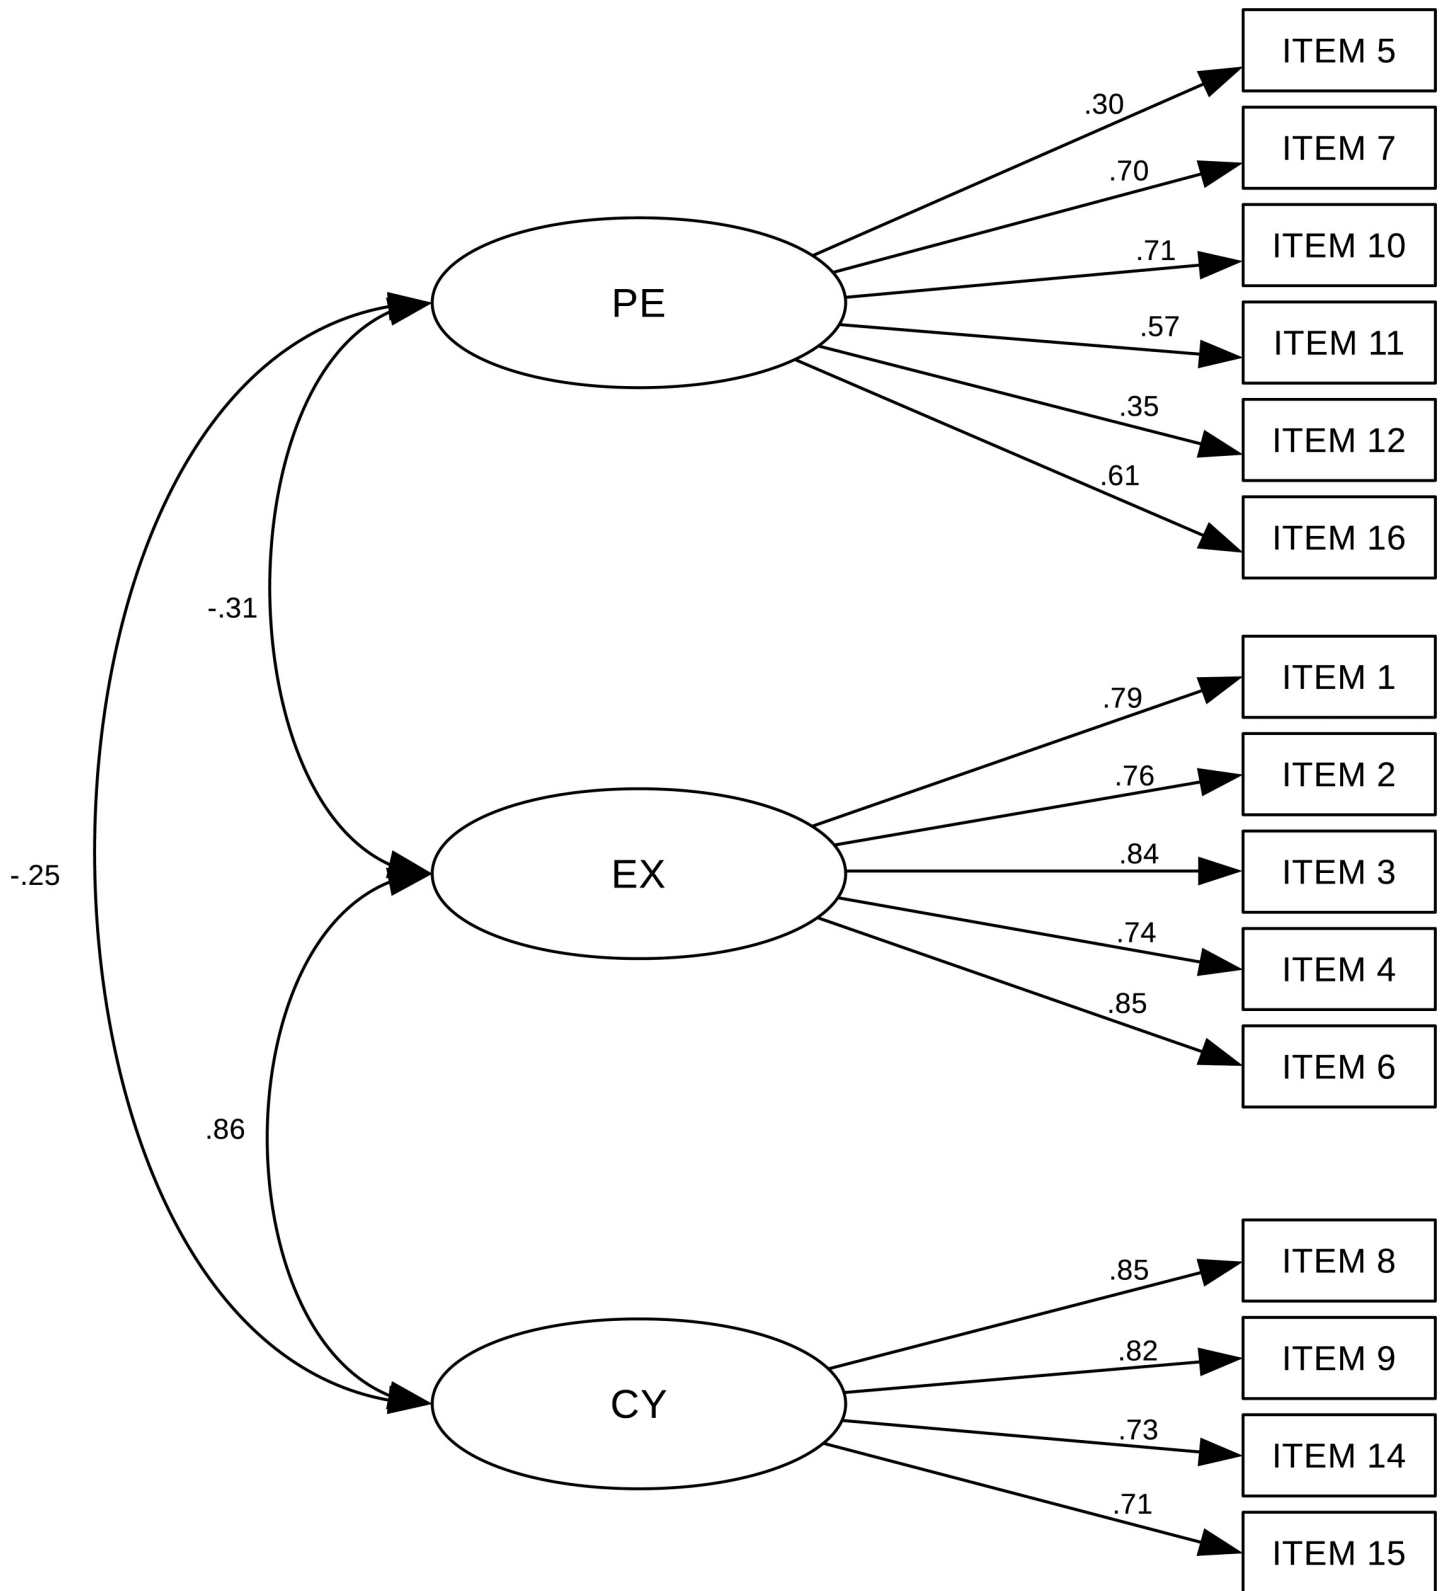 ITEM 5
.30
ITEM 7
.70
ITEM 10
.71
PE
ITEM 11
.57
ITEM 12
.35
ITEM 16
.61
-.31
ITEM 1
.79
ITEM 2
.76
-.25
EX
.84
ITEM 3
.74
ITEM 4
.85
ITEM 6
.86
.85
ITEM 8
.82
ITEM 9
CY
.73
ITEM 14
.71
ITEM 15